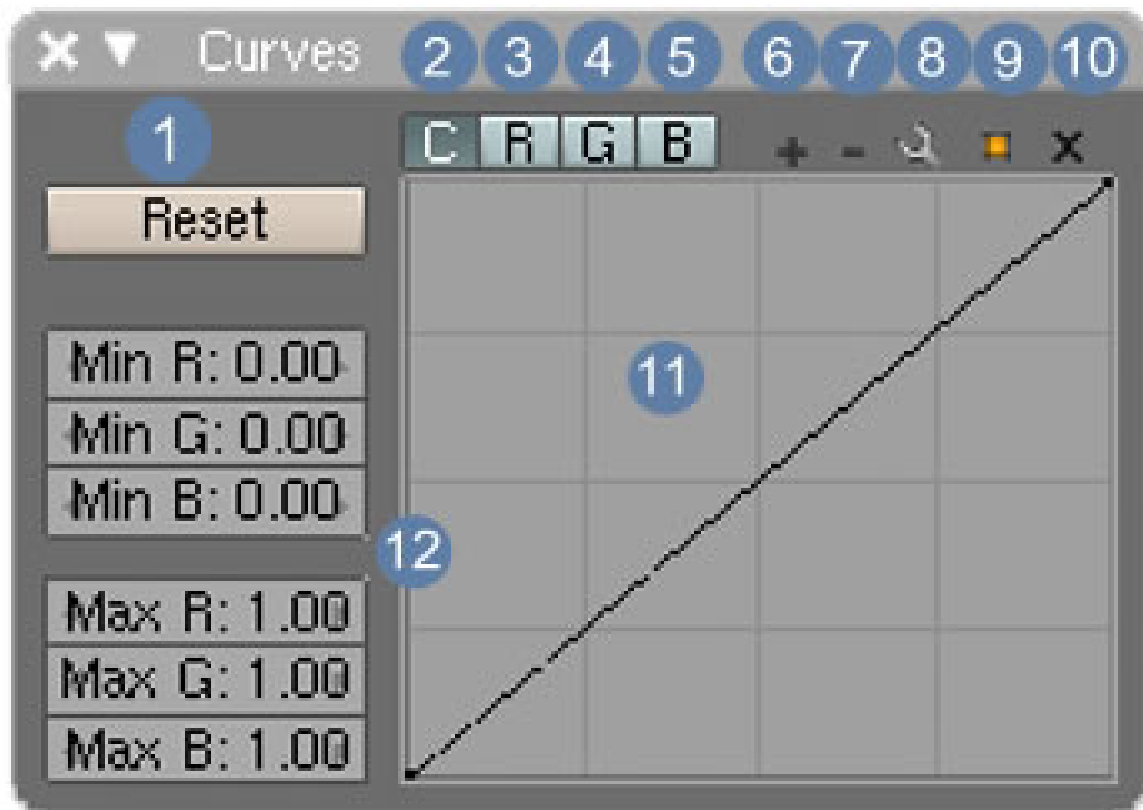 Curves 2 3 4 5 6 7 8 9 10
1
C R G B + - x
Reset
Min R: 0.00
11
Min G: 0.00
Min B: 0.00
12
Max R: 1.00
Max G: 1.00
Max B: 1.00